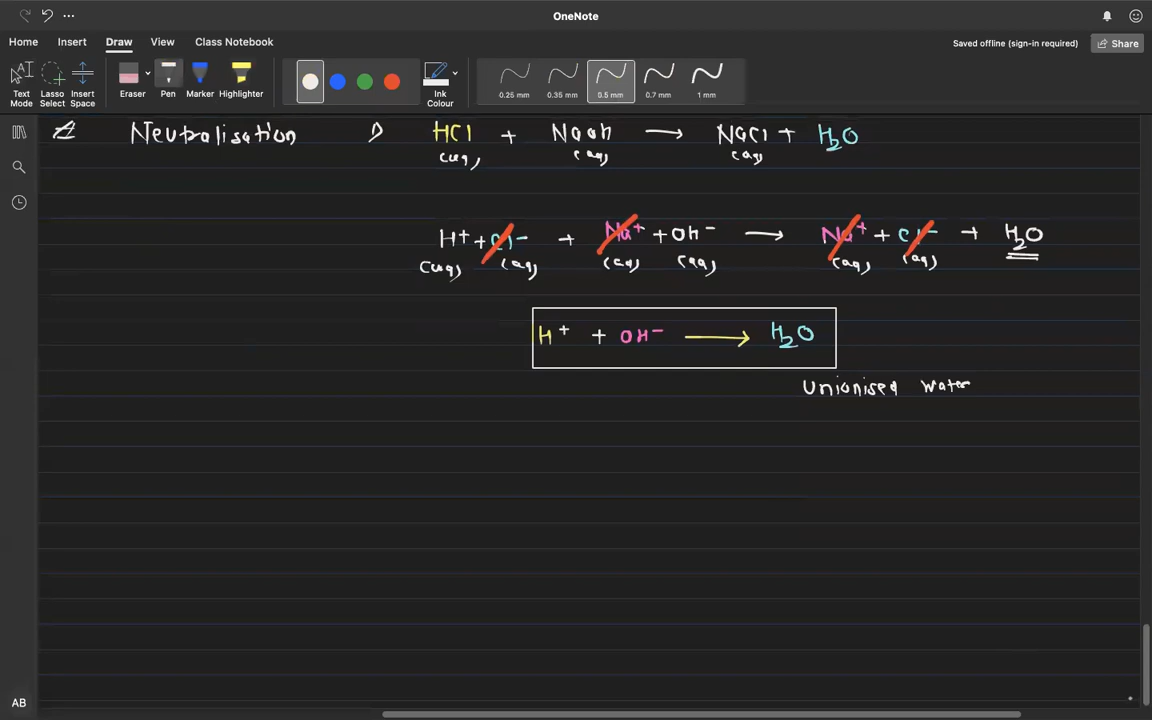 OneNote
Home Insert Draw View Class Notebook
Saved offline (sign-in required) Share
Text Mode Lasso Select Insert Space Eraser Pen Marker Highlighter Ink Colour 0.25 mm 0.35 mm 0.5 mm 0.7 mm 1 mm
Neutralisation HCl + NaOH → NaCl + H₂O
(aq) (aq) (aq)
H⁺ + Cl⁻ + Na⁺ + OH⁻ → Na⁺ + Cl⁻ + H₂O
(aq) (aq) (aq) (aq) (aq) (aq)
H⁺ + OH⁻ → H₂O
Unionised water
AB